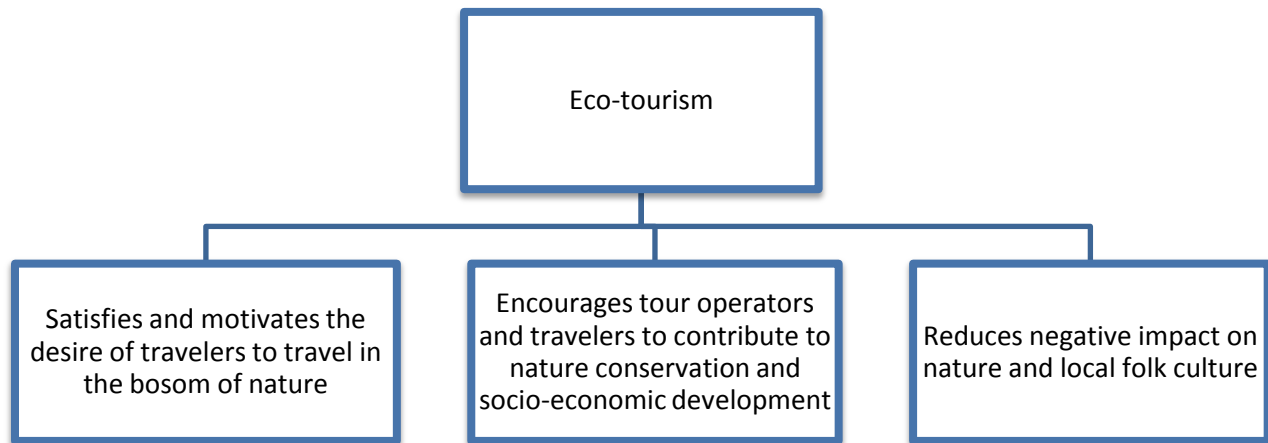 Eco-tourism
Satisfies and motivates the
desire of travelers to travel in
the bosom of nature
Encourages tour operators
and travelers to contribute to
nature conservation and
socio-economic development
Reduces negative impact on
nature and local folk culture